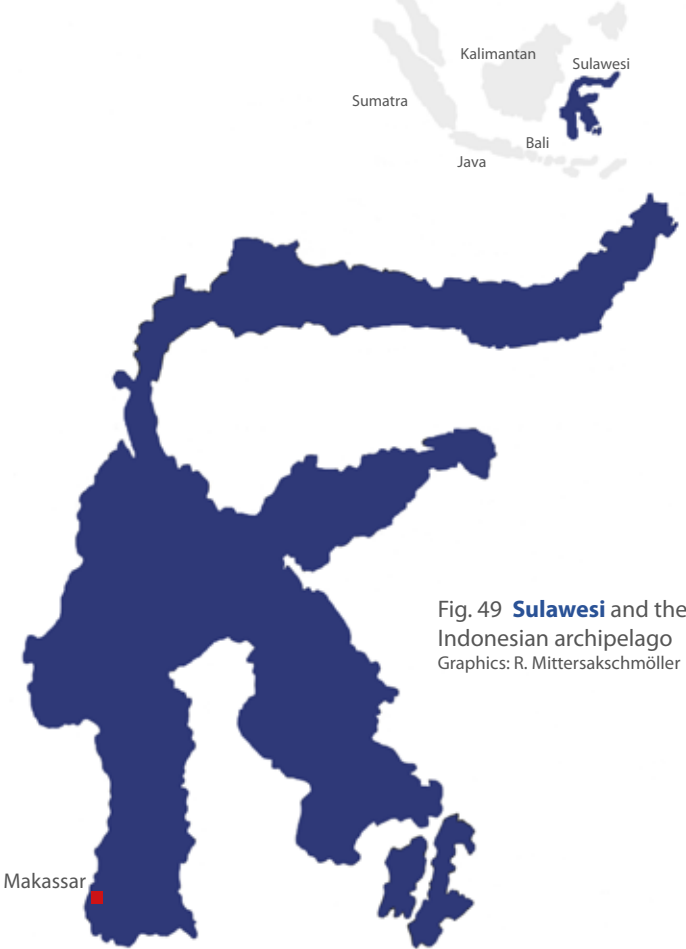 Kalimantan
Sulawesi
Sumatra
Bali
Java
Fig. 49 Sulawesi and the
Indonesian archipelago
Graphics: R. Mittersakschmöller
Makassar